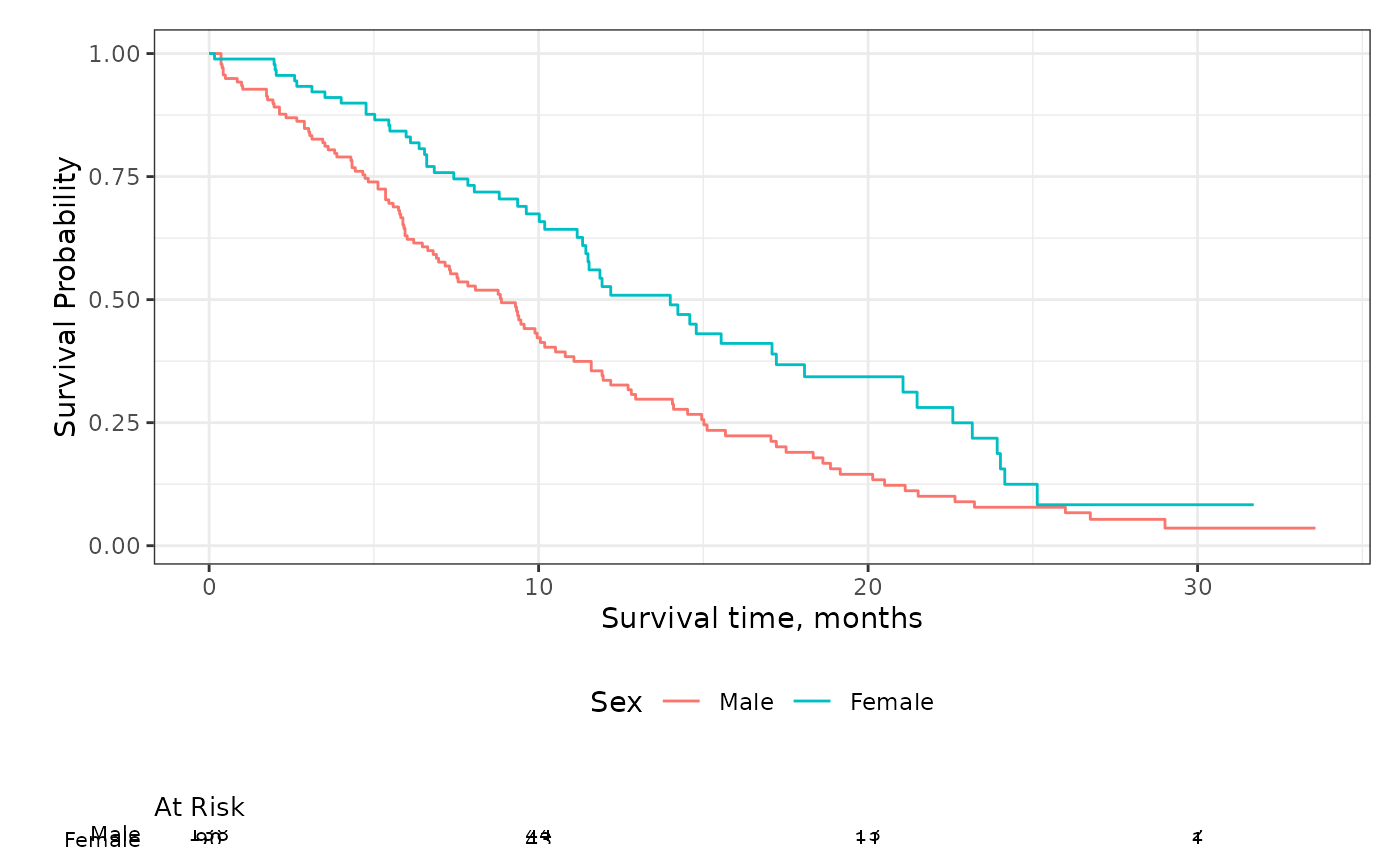 1.00
0.75
0.50
0.25
0.00
Survival Probability
0 10 20 30
Survival time, months
Sex Male Female
At Risk
Male
Female